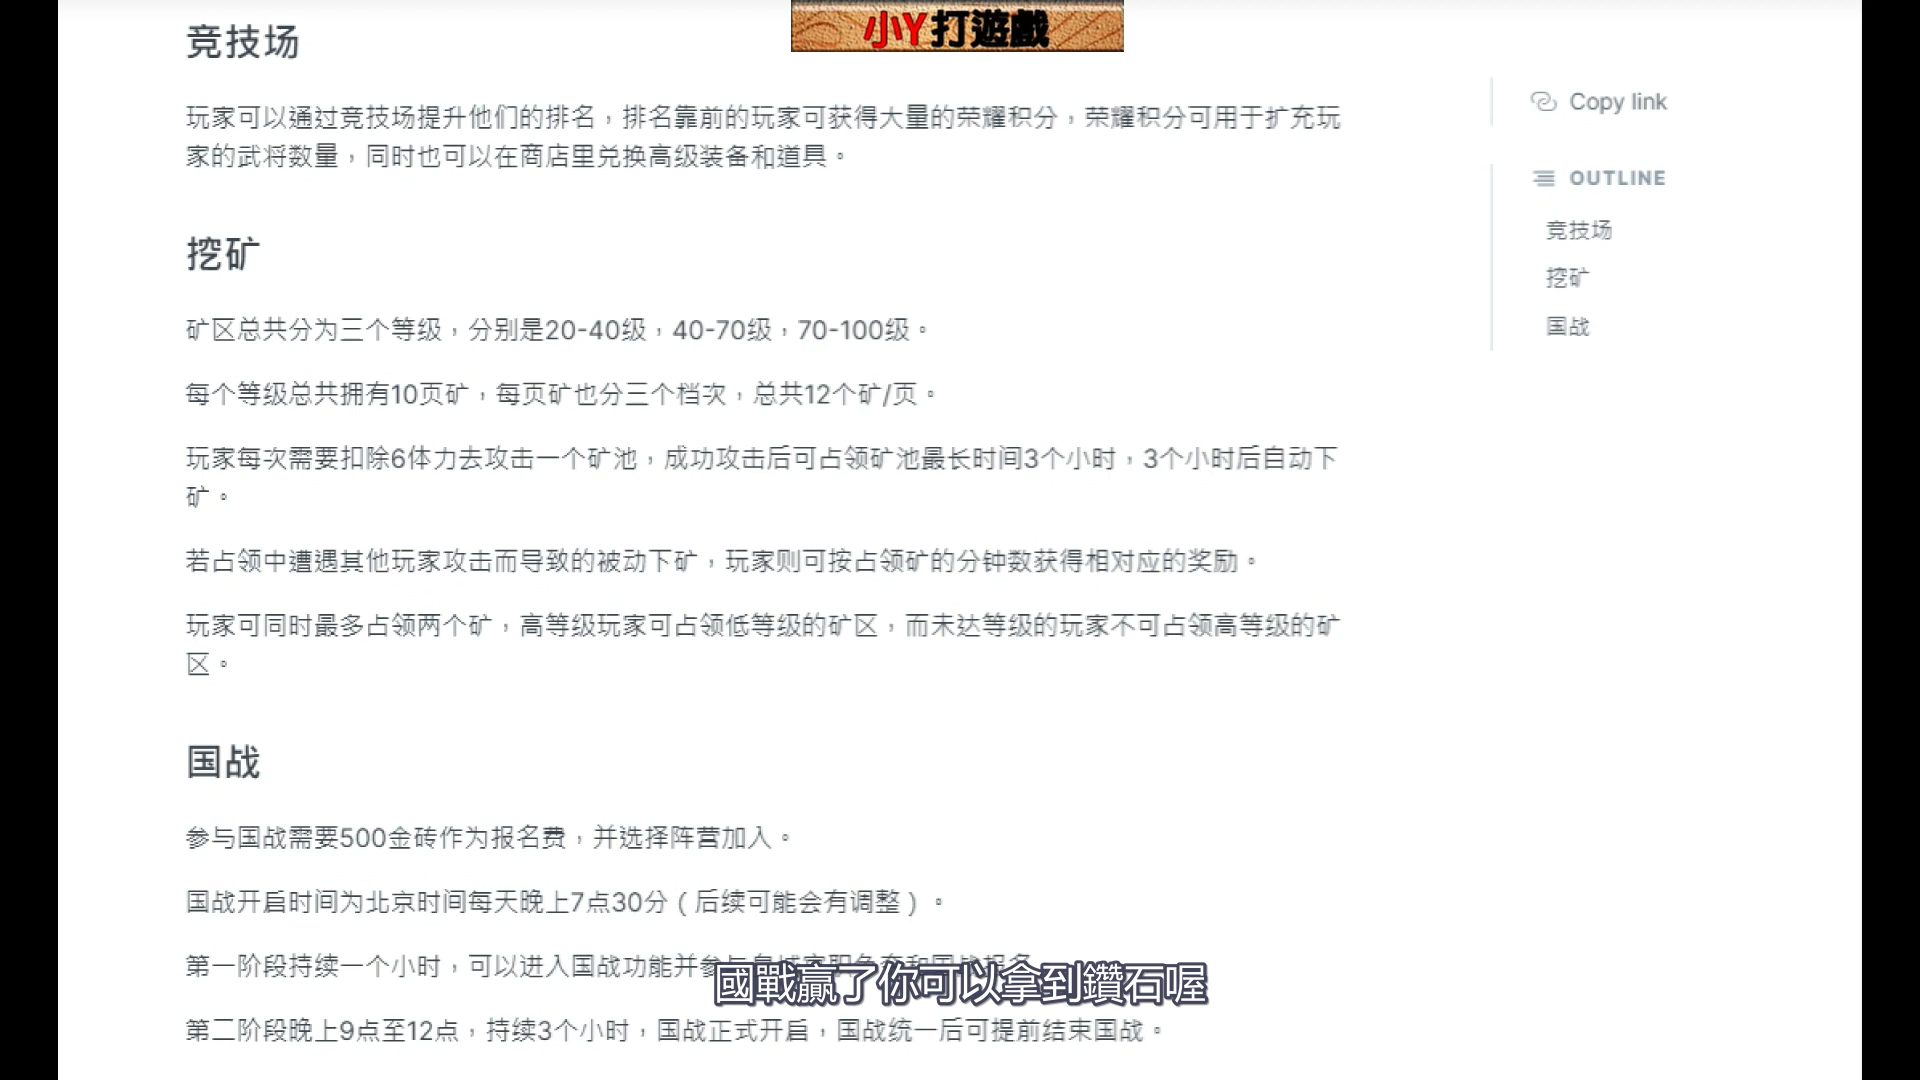 小Y打遊戲
竞技场
玩家可以通过竞技场提升他们的排名，排名靠前的玩家可获得大量的荣耀积分，荣耀积分可用于扩充玩
家的武将数量，同时也可以在商店里兑换高级装备和道具。
挖矿
矿区总共分为三个等级，分别是20-40级，40-70级，70-100级。
每个等级总共拥有10页矿，每页矿也分三个档次，总共12个矿/页。
玩家每次需要扣除6体力去攻击一个矿池，成功攻击后可占领矿池最长时间3个小时，3个小时后自动下
矿。
若占领中遭遇其他玩家攻击而导致的被动下矿，玩家则可按占领矿的分钟数获得相对应的奖励。
玩家可同时最多占领两个矿，高等级玩家可占领低等级的矿区，而未达等级的玩家不可占领高等级的矿
区。
国战
参与国战需要500金砖作为报名费，并选择阵营加入。
国战开启时间为北京时间每天晚上7点30分（后续可能会有调整）。
第一阶段持续一个小时，可以进入国战功能并参与
國戰贏了你可以拿到鑽石喔
第二阶段晚上9点至12点，持续3个小时，国战正式开启，国战统一后可提前结束国战。
Copy link
OUTLINE
竞技场
挖矿
国战